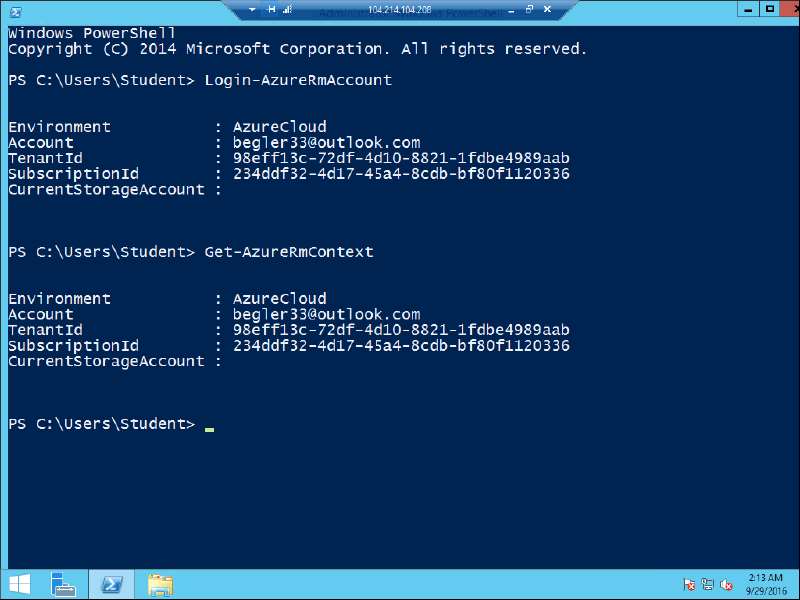 104.214.104.208
Windows PowerShell
Copyright (C) 2014 Microsoft Corporation. All rights reserved.
PS C:\Users\Student> Login-AzureRmAccount
Environment : AzureCloud
Account : begler33@outlook.com
TenantId : 98eff13c-72df-4d10-8821-1fdbe4989aab
SubscriptionId : 234ddf32-4d17-45a4-8cdb-bf80f1120336
CurrentStorageAccount :
PS C:\Users\Student> Get-AzureRmContext
Environment : AzureCloud
Account : begler33@outlook.com
TenantId : 98eff13c-72df-4d10-8821-1fdbe4989aab
SubscriptionId : 234ddf32-4d17-45a4-8cdb-bf80f1120336
CurrentStorageAccount :
PS C:\Users\Student>
2:13 AM
9/29/2016